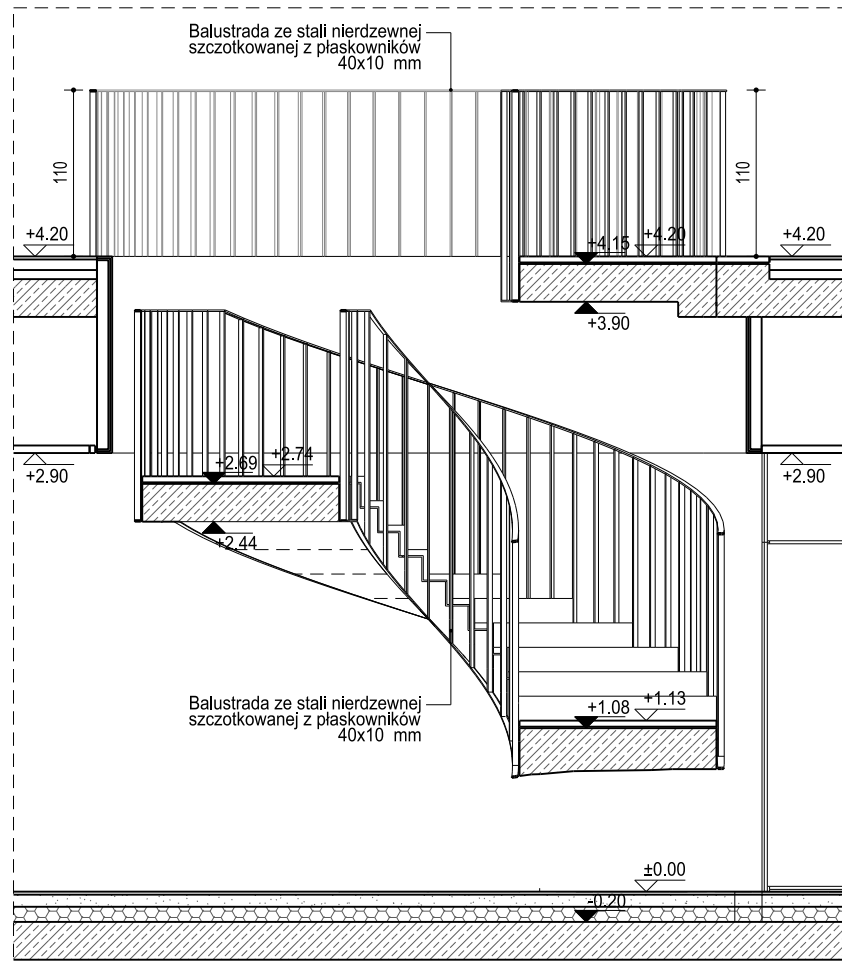 Balustrada ze stali nierdzewnej
szczotkowanej z płaskowników
40x10 mm
110
110
+4.20
+4.15
+4.20
+4.20
+3.90
+2.69
+2.74
+2.90
+2.90
+2.44
Balustrada ze stali nierdzewnej
szczotkowanej z płaskowników
40x10 mm
+1.08
+1.13
±0.00
-0.20